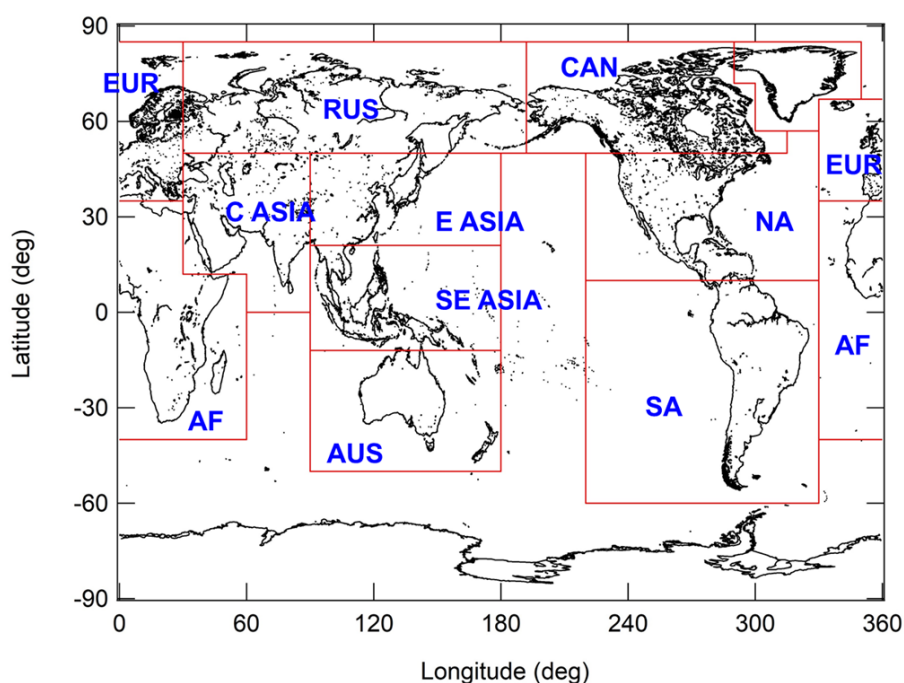 90
CAN
EUR
RUS
60
EUR
C ASIA
E ASIA
NA
30
SE ASIA
Latitude (deg)
0
AF
SA
-30
AF
AUS
-60
-90
0
60
120
180
240
300
360
Longitude (deg)